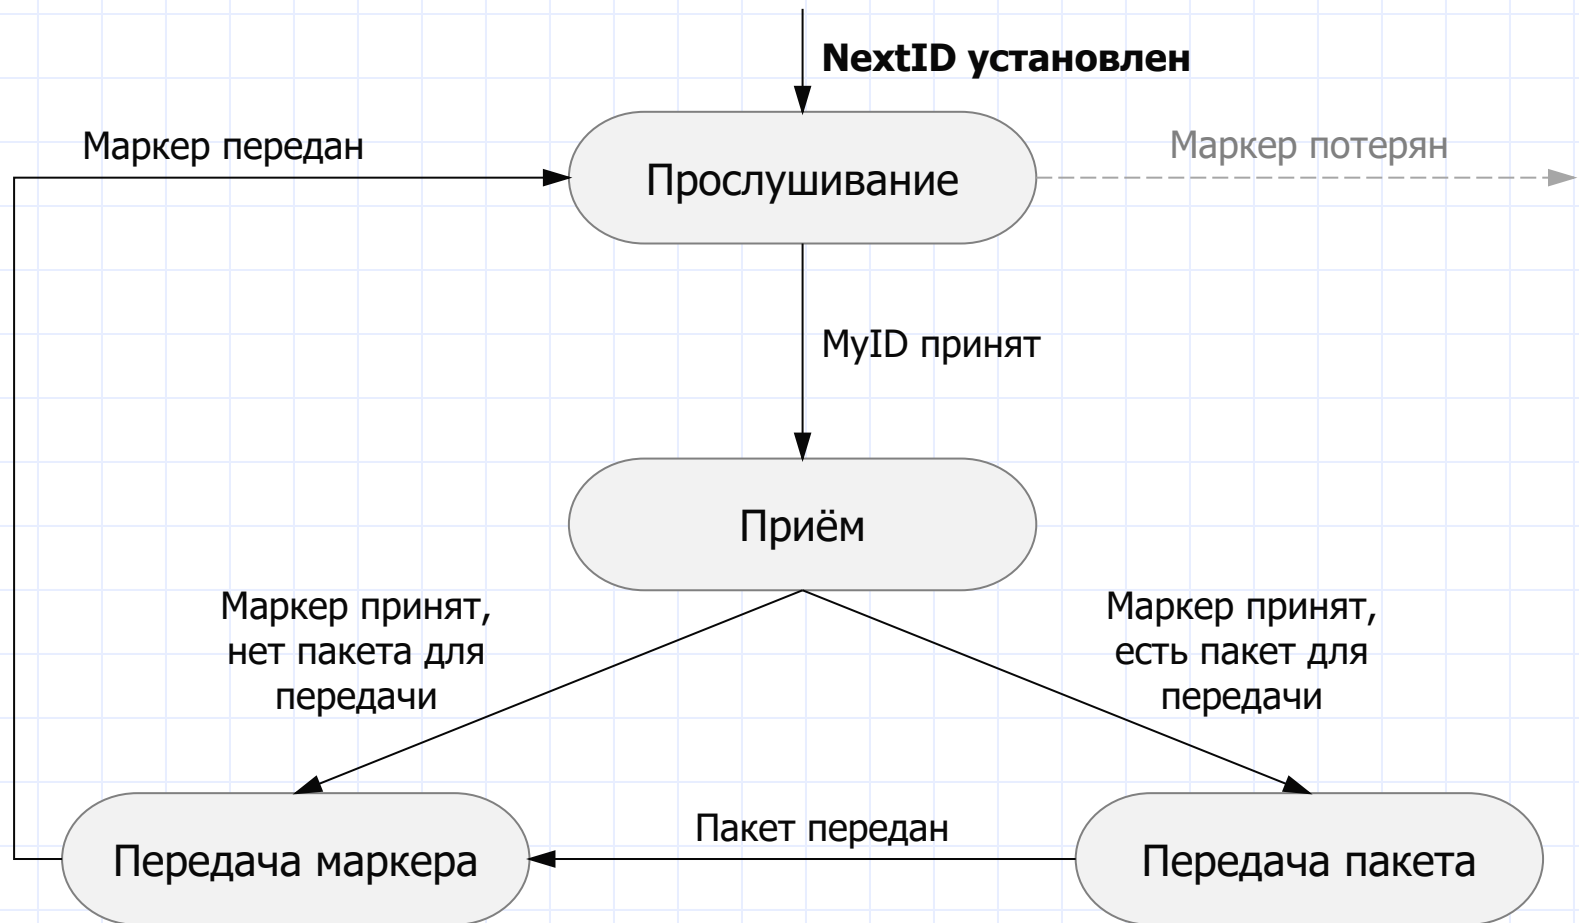 NextID установлен
Маркер передан
Маркер потерян
Прослушивание
MyID принят
Приём
Маркер принят,
нет пакета для
передачи
Маркер принят,
есть пакет для
передачи
Пакет передан
Передача маркера
Передача пакета